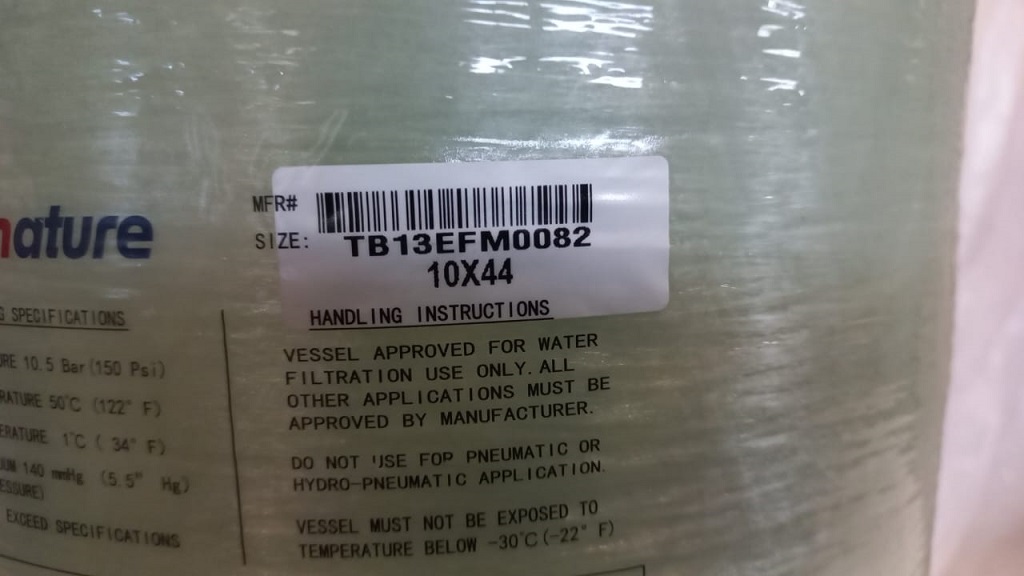 nature
MFR#
SIZE:
TB13EFM0082
10X44
SPECIFICATIONS
10.5 Bar (150 Psi)
50°C (122° F)
1°C ( 34° F)
140 mmHg (5.5" Hg)
EXCEED SPECIFICATIONS
HANDLING INSTRUCTIONS
VESSEL APPROVED FOR WATER
FILTRATION USE ONLY. ALL
OTHER APPLICATIONS MUST BE
APPROVED BY MANUFACTURER.
DO NOT USE FOR PNEUMATIC OR
HYDRO-PNEUMATIC APPLICATION.
VESSEL MUST NOT BE EXPOSED TO
TEMPERATURE BELOW -30°C (-22° F)